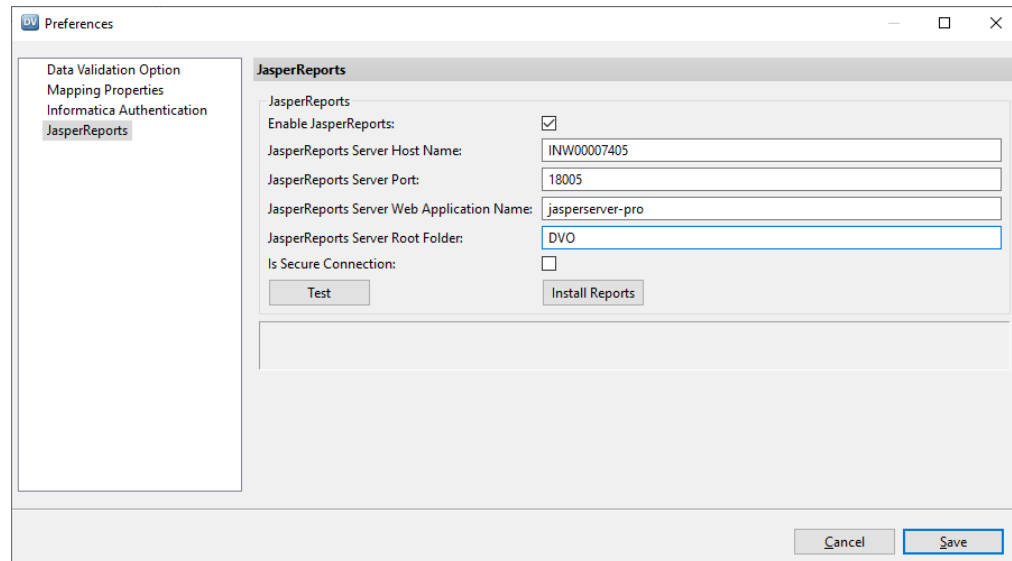 DV Preferences
Data Validation Option
Mapping Properties
Informatica Authentication
JasperReports
JasperReports
JasperReports
Enable JasperReports:
JasperReports Server Host Name: INW00007405
JasperReports Server Port: 18005
JasperReports Server Web Application Name: jasperserver-pro
JasperReports Server Root Folder: DVO
Is Secure Connection:
Test Install Reports
Cancel Save